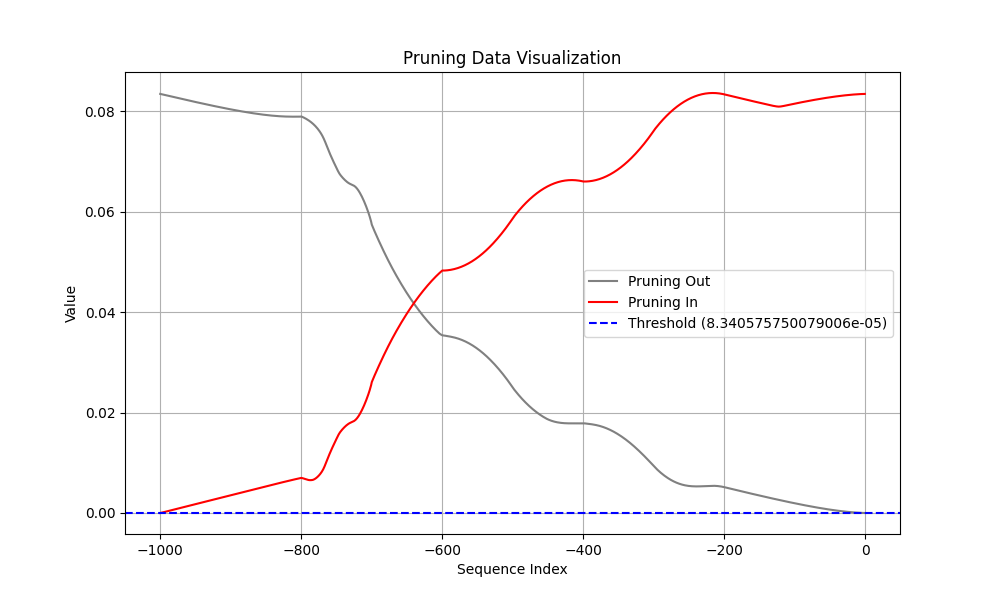 Pruning Data Visualization
0.08
0.06
0.04
0.02
0.00
Value
Pruning Out
Pruning In
Threshold (8.340575750079006e-05)
−1000 −800 −600 −400 −200 0
Sequence Index